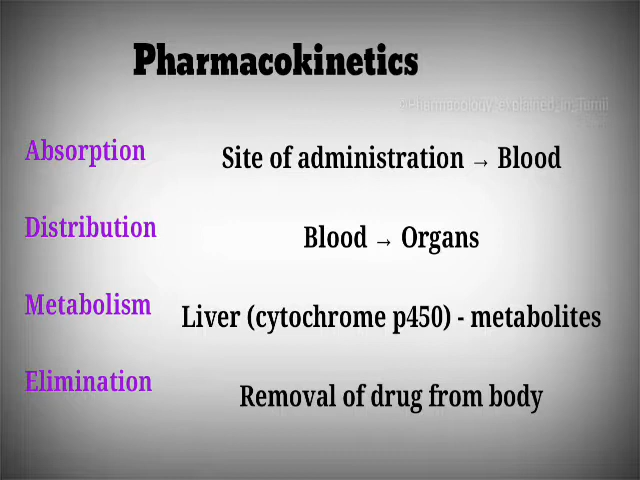 Pharmacokinetics
©Pharmacology_explained_in_Tamil
Absorption
Site of administration → Blood
Distribution
Blood → Organs
Metabolism
Liver (cytochrome p450) - metabolites
Elimination
Removal of drug from body